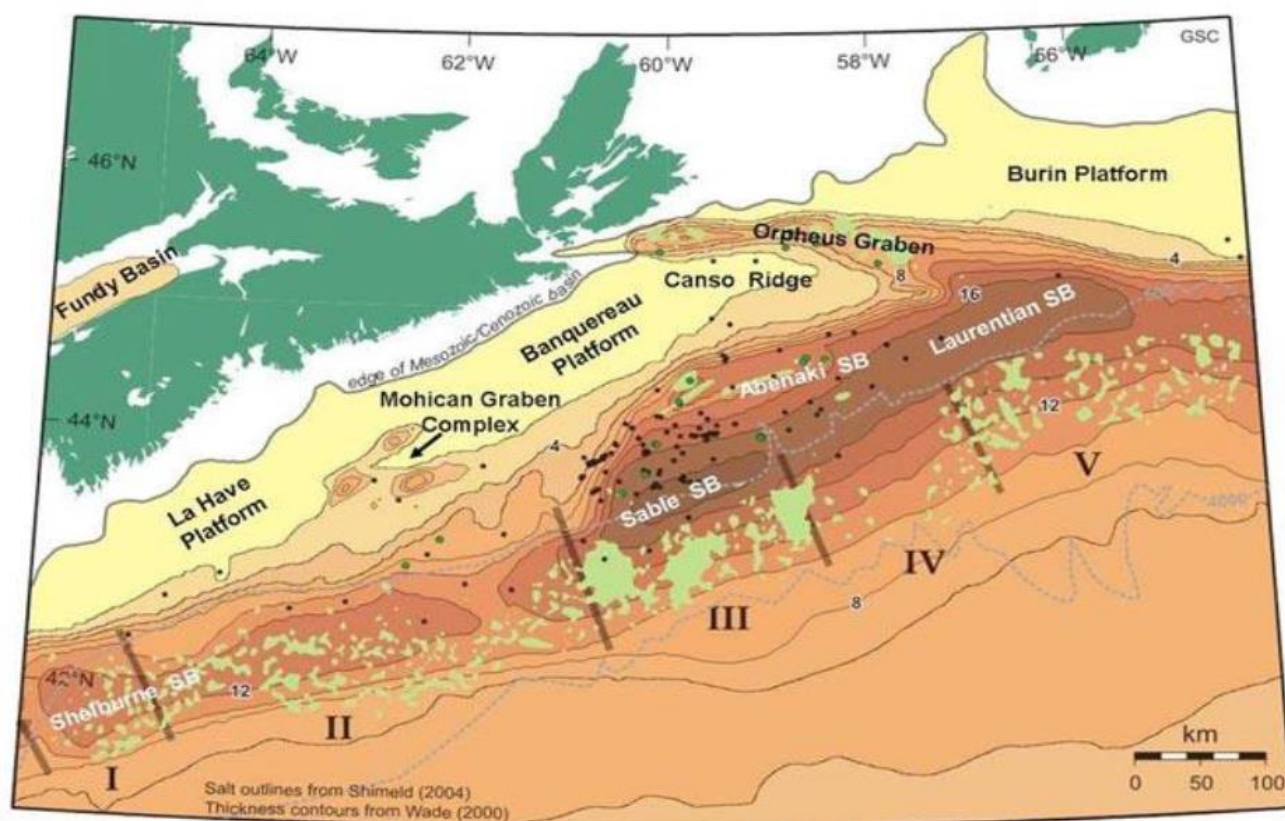 GSC
64°W
62°W
60°W
58°W
56°W
46°N
Burin Platform
Orpheus Graben
Fundy Basin
Canso Ridge
8
4
16
edge of Mesozoic/Cenozoic basin
Banquereau
Platform
Laurentian SB
Abenaki SB
44°N
Mohican Graben
Complex
4
12
V
La Have
Platform
Sable SB
4000
IV
III
8
42°N
Shelburne SB
12
II
I
km
0 50 100
Salt outlines from Shimeld (2004)
Thickness contours from Wade (2000)